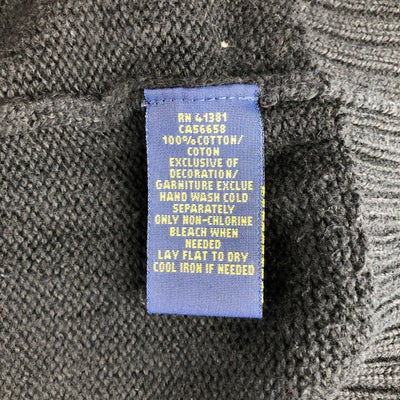 RN 41381
CA56658
100% COTTON/
COTON
EXCLUSIVE OF
DECORATION/
GARNITURE EXCLUE
HAND WASH COLD
SEPARATELY
ONLY NON-CHLORINE
BLEACH WHEN
NEEDED
LAY FLAT TO DRY
COOL IRON IF NEEDED